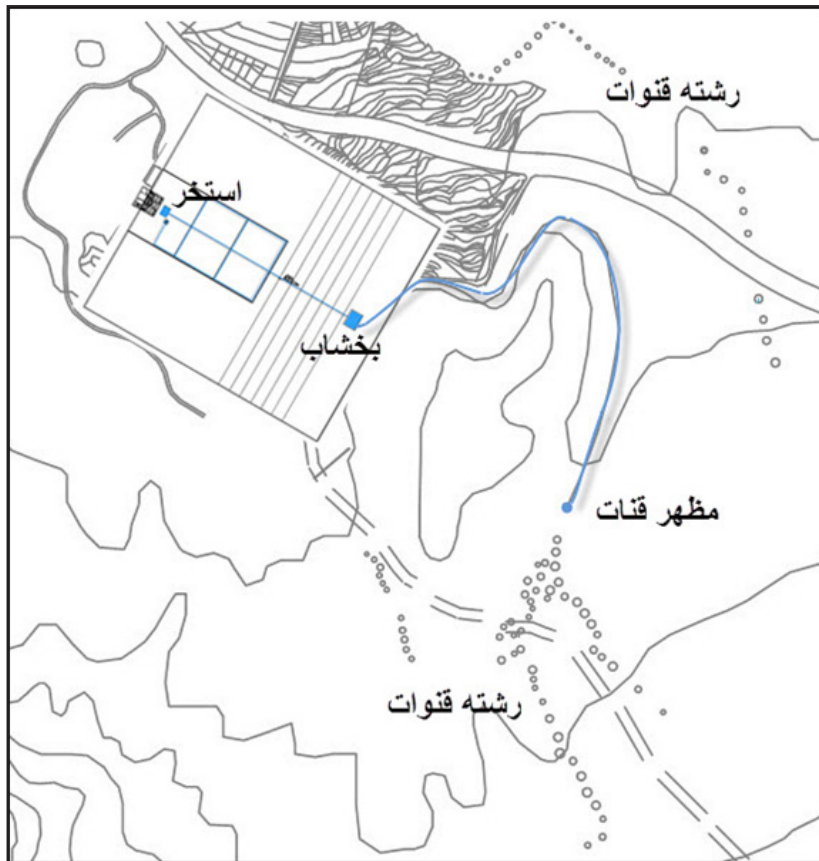 رشته قنوات
استخر
بخشاب
مظهر قنات
رشته قنوات